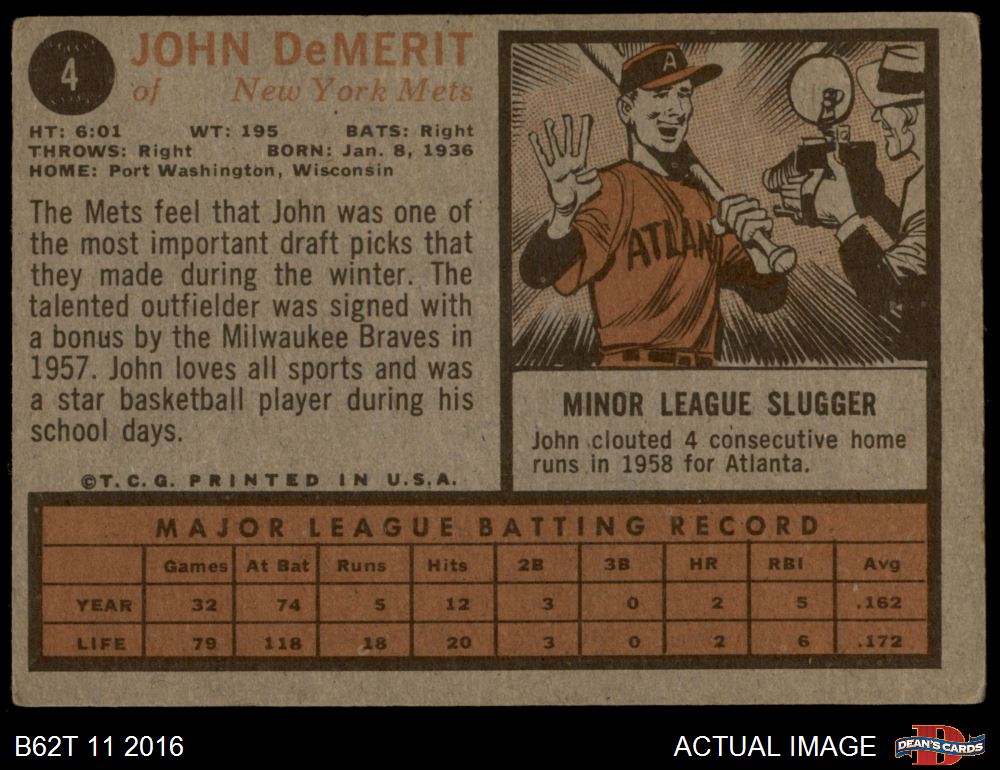 4
JOHN DeMERIT
of New York Mets
HT: 6:01 WT: 195 BATS: Right
THROWS: Right BORN: Jan. 8, 1936
HOME: Port Washington, Wisconsin
The Mets feel that John was one of
the most important draft picks that
they made during the winter. The
talented outfielder was signed with
a bonus by the Milwaukee Braves in
1957. John loves all sports and was
a star basketball player during his
school days.
©T.C.G. PRINTED IN U.S.A.
A
ATLAN
MINOR LEAGUE SLUGGER
John clouted 4 consecutive home
runs in 1958 for Atlanta.
MAJOR LEAGUE BATTING RECORD
Games At Bat Runs Hits 2B 3B HR RBI Avg
YEAR 32 74 5 12 3 0 2 5 .162
LIFE 79 118 18 20 3 0 2 6 .172
B62T 11 2016
ACTUAL IMAGE
D
DEAN'S CARDS